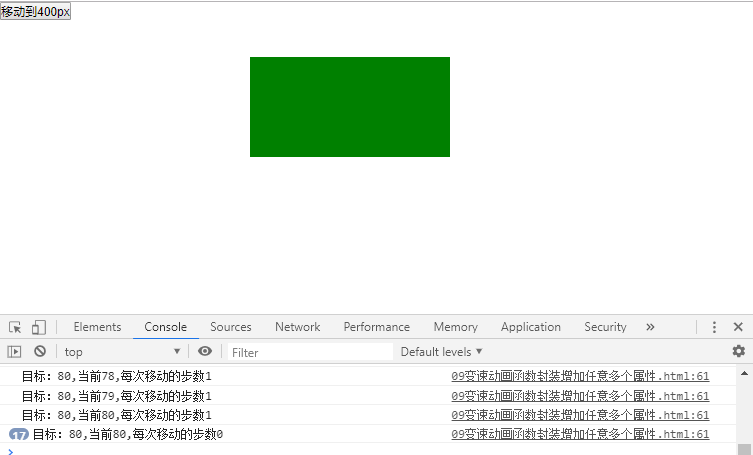 移动到400px
Elements Console Sources Network Performance Memory Application Security »
top Filter Default levels
目标: 80,当前78,每次移动的步数1 09变速动画函数封装增加任意多个属性.html:61
目标: 80,当前79,每次移动的步数1 09变速动画函数封装增加任意多个属性.html:61
目标: 80,当前80,每次移动的步数1 09变速动画函数封装增加任意多个属性.html:61
17 目标: 80,当前80,每次移动的步数0 09变速动画函数封装增加任意多个属性.html:61